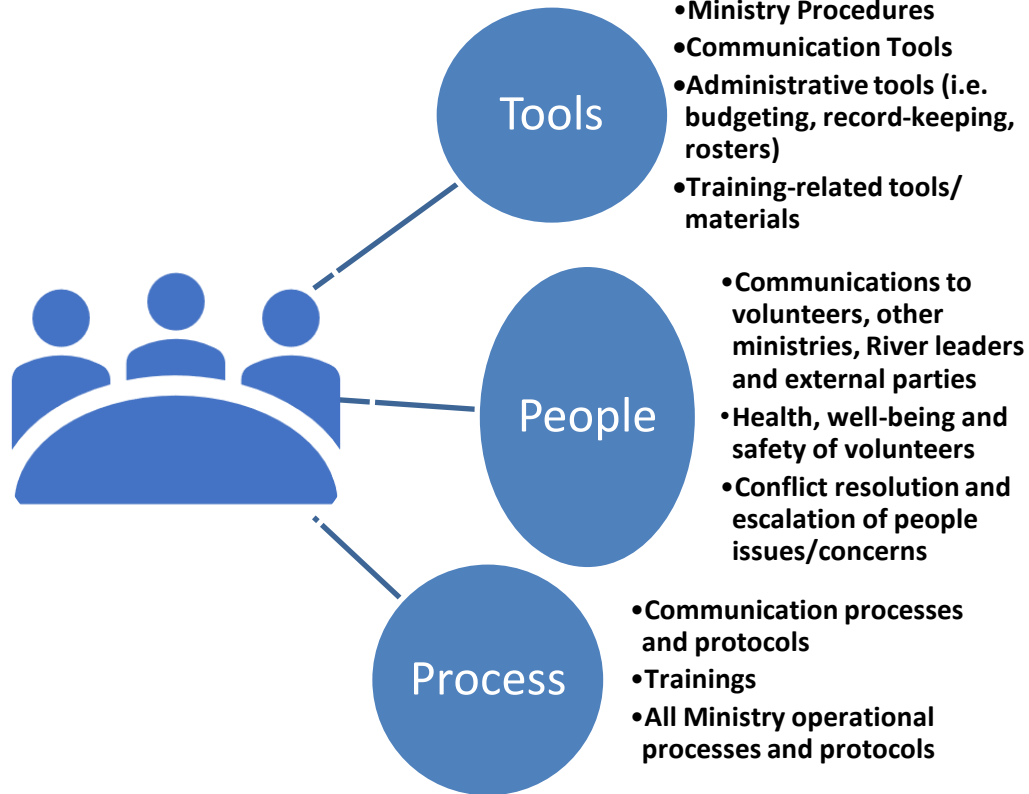 Tools
•Ministry Procedures
•Communication Tools
•Administrative tools (i.e.
budgeting, record-keeping,
rosters)
•Training-related tools/
materials
People
•Communications to
volunteers, other
ministries, River leaders
and external parties
•Health, well-being and
safety of volunteers
•Conflict resolution and
escalation of people
issues/concerns
Process
•Communication processes
and protocols
•Trainings
•All Ministry operational
processes and protocols